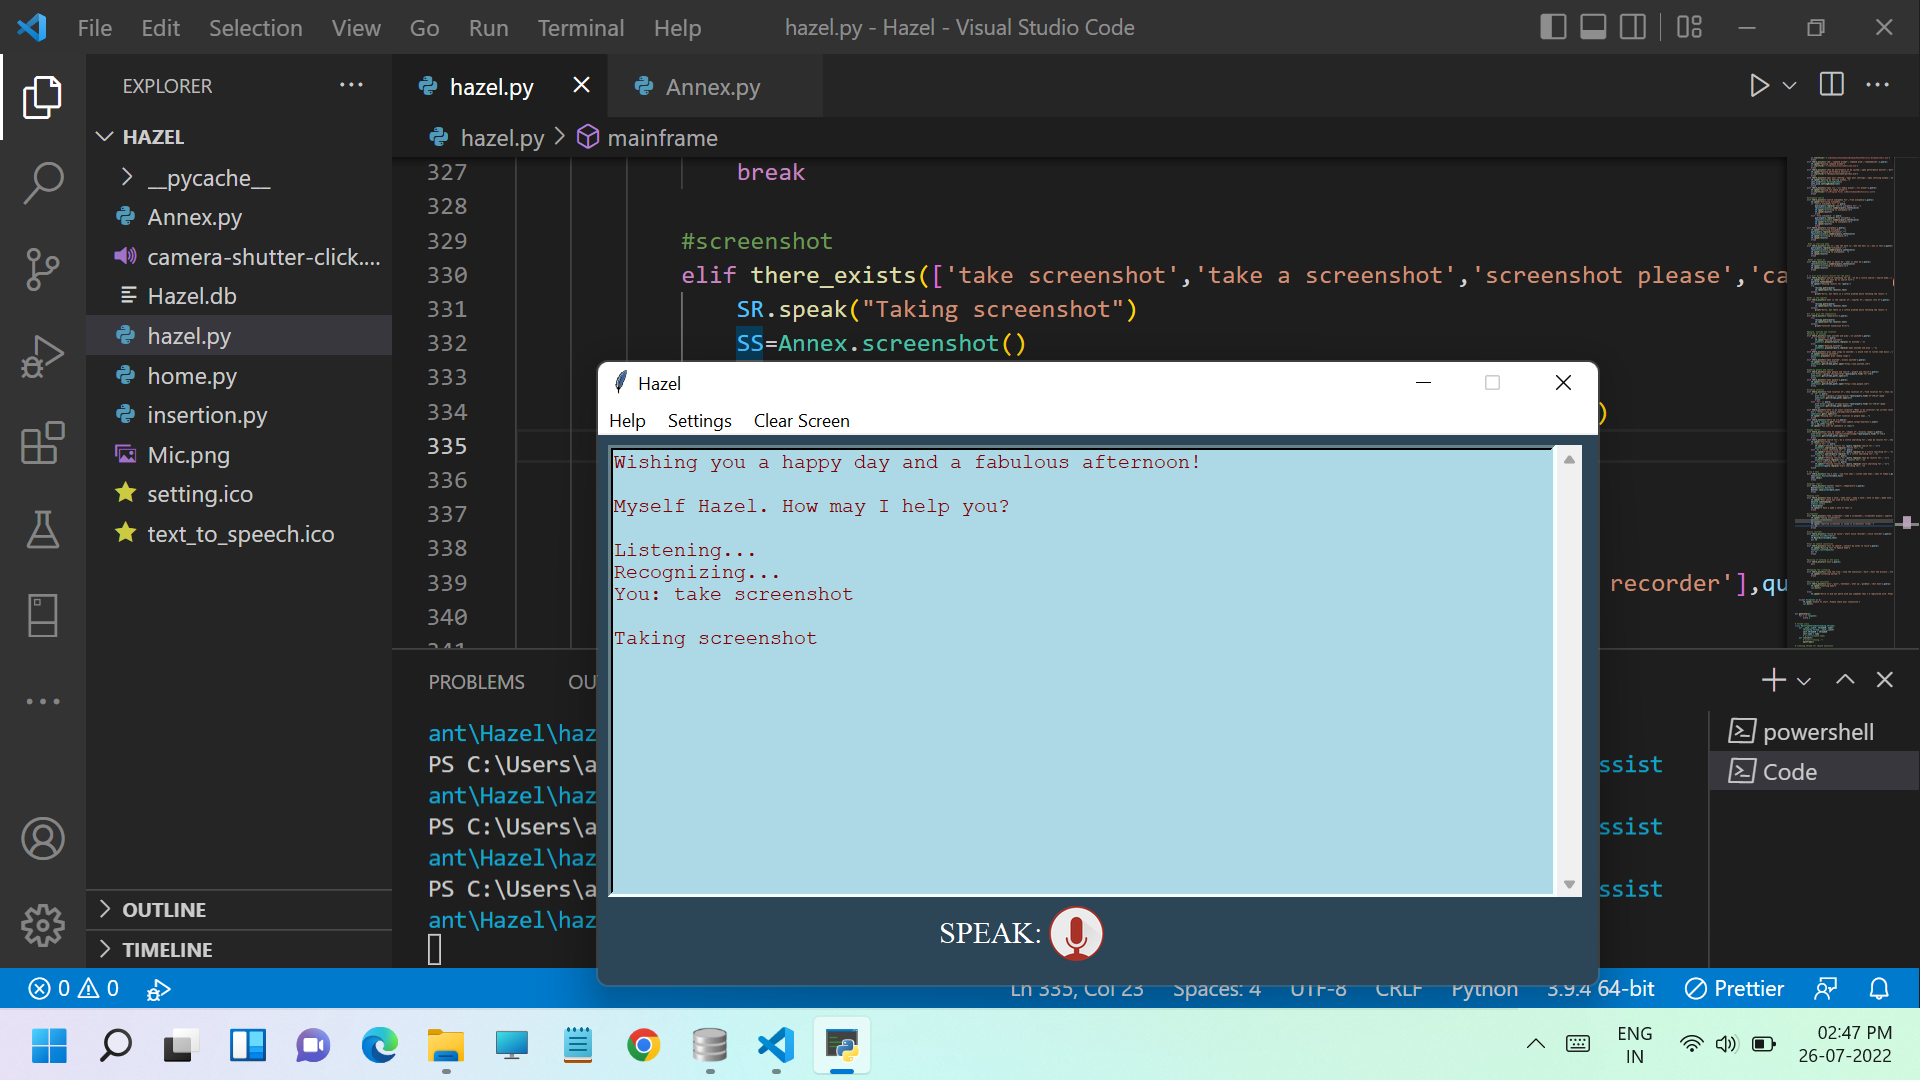 File Edit Selection View Go Run Terminal Help
hazel.py - Hazel - Visual Studio Code
EXPLORER
HAZEL
__pycache__
Annex.py
camera-shutter-click....
Hazel.db
hazel.py
home.py
insertion.py
Mic.png
setting.ico
text_to_speech.ico
OUTLINE
TIMELINE
hazel.py Annex.py
hazel.py > mainframe
327 break
328
329 #screenshot
330 elif there_exists(['take screenshot','take a screenshot','screenshot please','ca
331 SR.speak("Taking screenshot")
332 SS=Annex.screenshot()
333
334 )
335
336
337
338
339 recorder'],qu
340
341
Hazel
Help Settings Clear Screen
Wishing you a happy day and a fabulous afternoon!
Myself Hazel. How may I help you?
Listening...
Recognizing...
You: take screenshot
Taking screenshot
SPEAK:
PROBLEMS OU
ant\Hazel\haz
PS C:\Users\a ssist
ant\Hazel\haz
PS C:\Users\a ssist
ant\Hazel\haz
PS C:\Users\a ssist
ant\Hazel\haz
powershell
Code
0 0 Ln 335, Col 23 Spaces: 4 UTF-8 CRLF Python 3.9.4 64-bit Prettier
ENG
IN
02:47 PM
26-07-2022